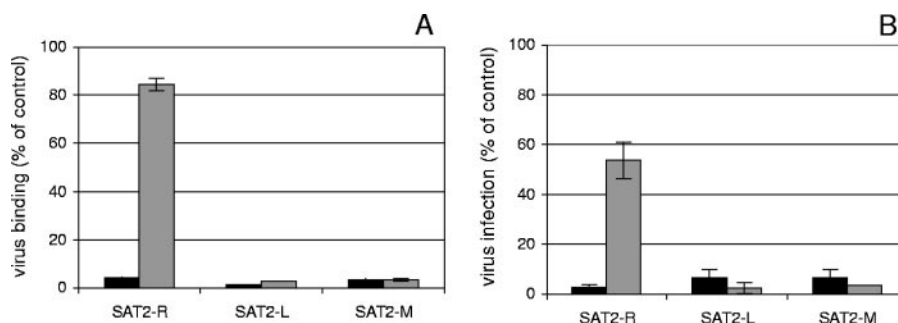 A
virus binding (% of control)
100
80
60
40
20
0
SAT2-R
SAT2-L
SAT2-M
B
virus infection (% of control)
100
80
60
40
20
0
SAT2-R
SAT2-L
SAT2-M